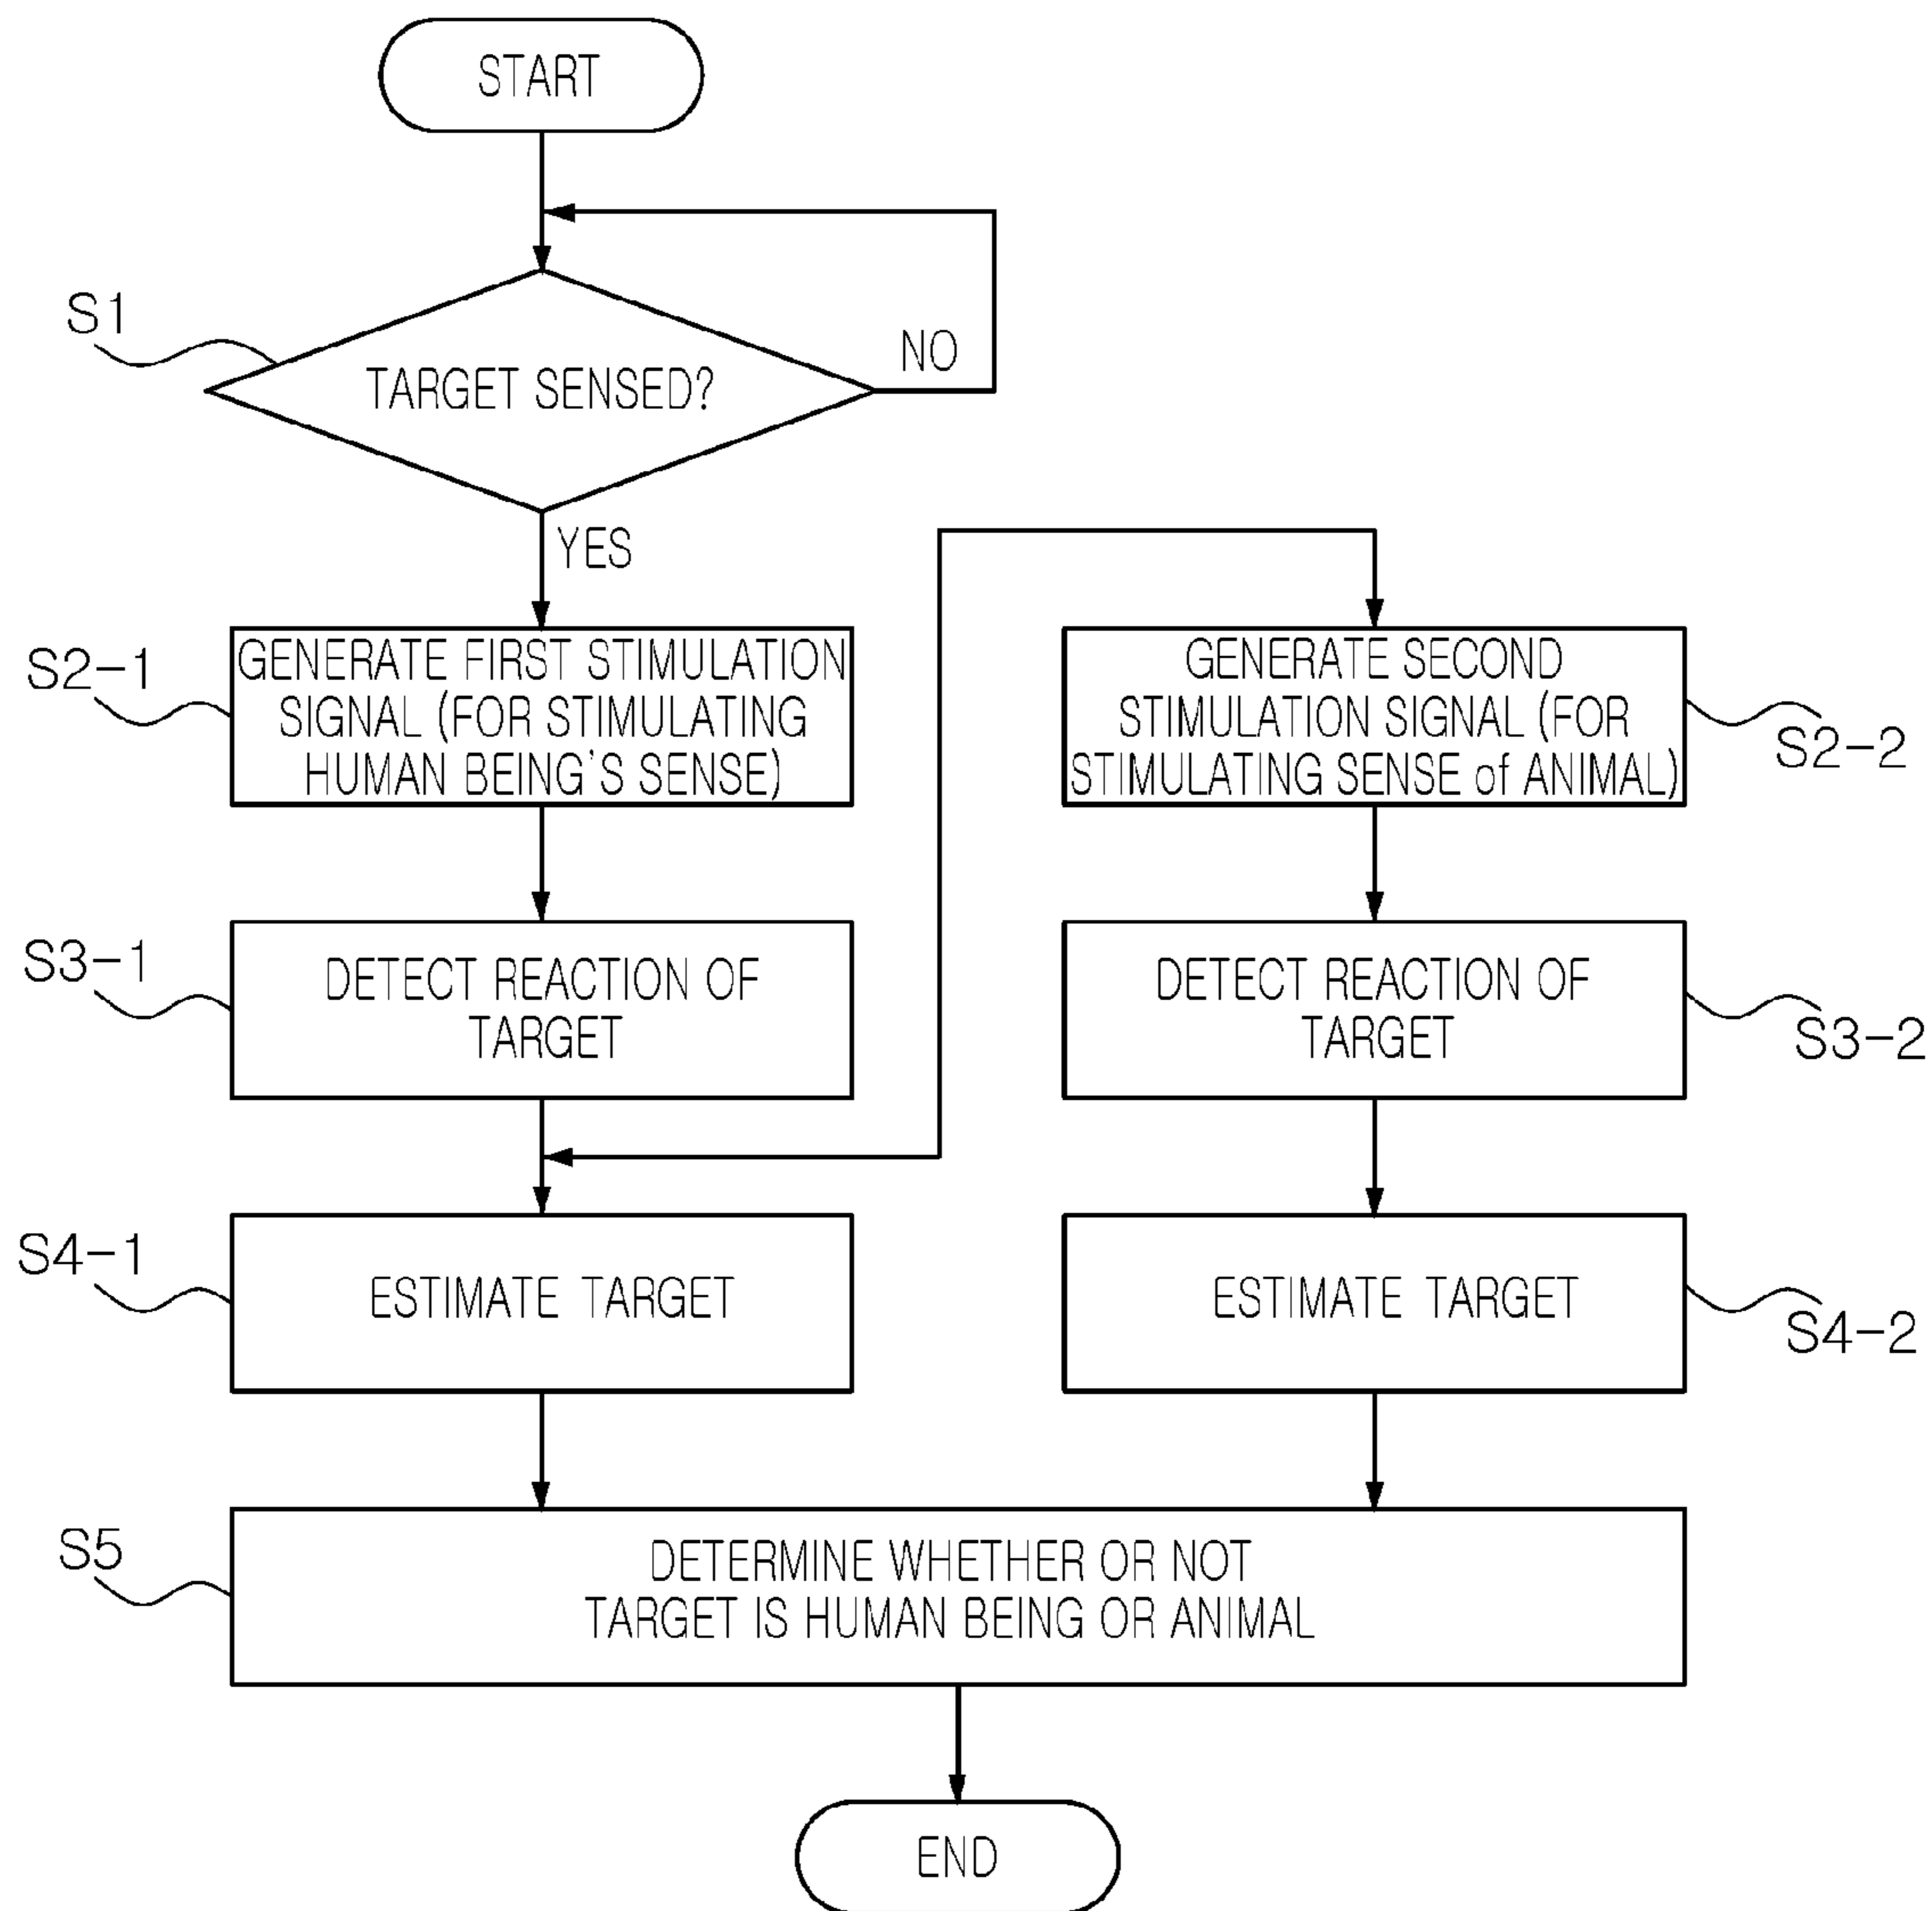 START
S1
TARGET SENSED?
NO
YES
S2-1
GENERATE FIRST STIMULATION
SIGNAL (FOR STIMULATING
HUMAN BEING'S SENSE)
GENERATE SECOND
STIMULATION SIGNAL (FOR
STIMULATING SENSE of ANIMAL)
S2-2
S3-1
DETECT REACTION OF
TARGET
DETECT REACTION OF
TARGET
S3-2
S4-1
ESTIMATE TARGET
ESTIMATE TARGET
S4-2
S5
DETERMINE WHETHER OR NOT
TARGET IS HUMAN BEING OR ANIMAL
END